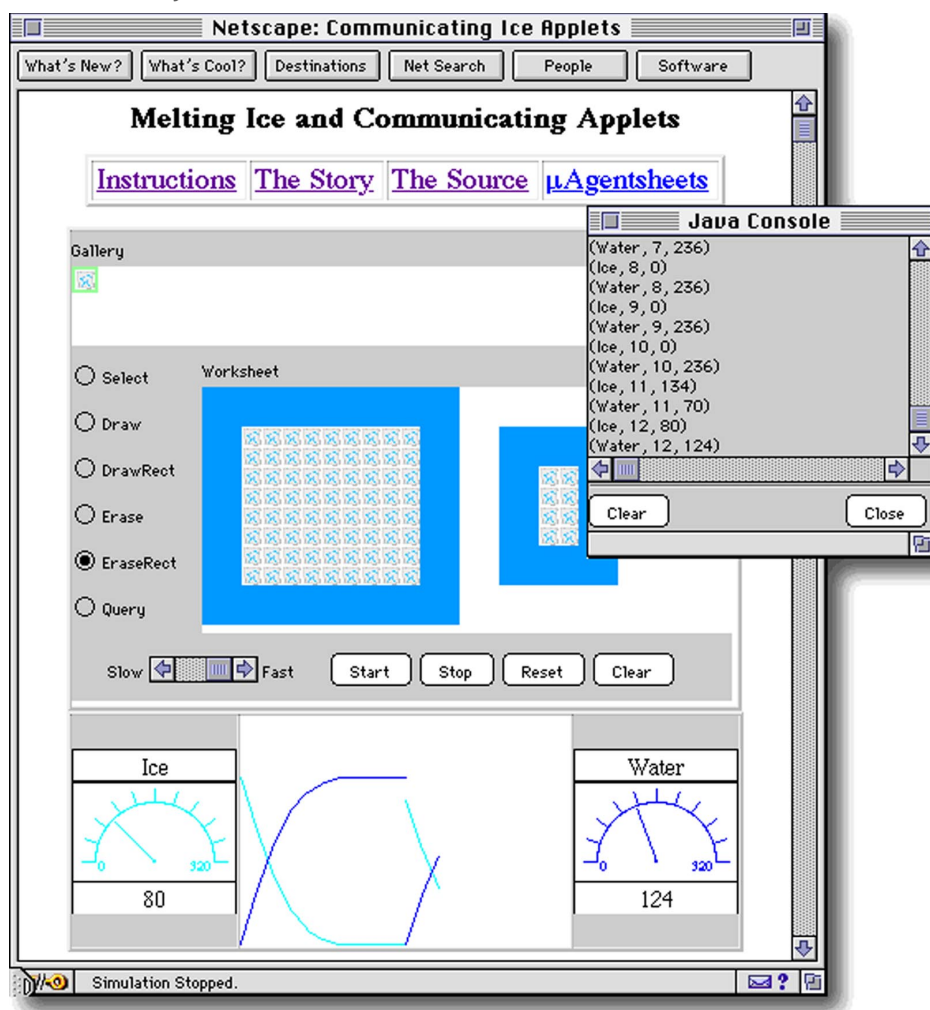 Netscape: Communicating Ice Applets
What's New? What's Cool? Destinations Net Search People Software
Melting Ice and Communicating Applets
Instructions The Story The Source µAgentsheets
Java Console
(Water, 7, 236)
(Ice, 8, 0)
(Water, 8, 236)
(Ice, 9, 0)
(Water, 9, 236)
(Ice, 10, 0)
(Water, 10, 236)
(Ice, 11, 134)
(Water, 11, 70)
(Ice, 12, 80)
(Water, 12, 124)
Clear Close
Gallery
Worksheet
Select
Draw
DrawRect
Erase
EraseRect
Query
Slow Fast Start Stop Reset Clear
Ice
0 320
80
Water
0 320
124
Simulation Stopped.
?